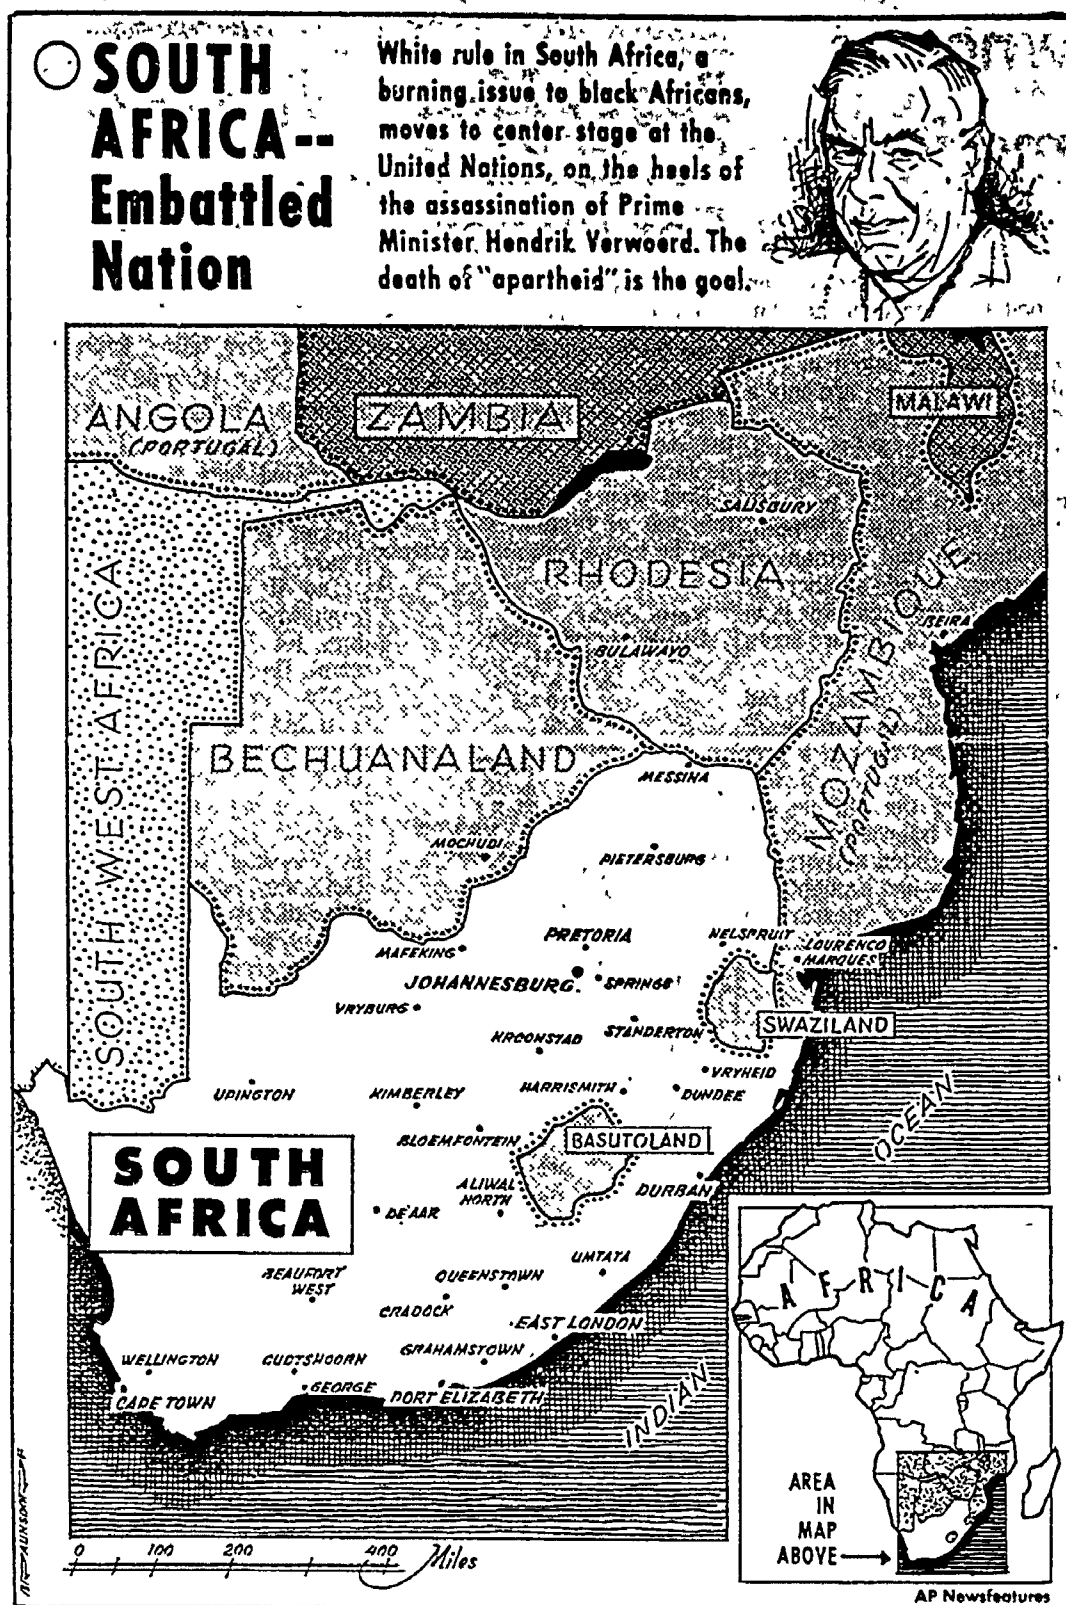 SOUTH
AFRICA--
Embattled
Nation
White rule in South Africa, a
burning issue to black Africans,
moves to center stage at the
United Nations, on the heels of
the assassination of Prime
Minister Hendrik Verwoerd. The
death of "apartheid" is the goal.
ANGOLA
(PORTUGAL)
ZAMBIA
MALAWI
SALISBURY
RHODESIA
MOZAMBIQUE
(PORTUGAL)
BEIRA
BULAWAYO
SOUTH WEST AFRICA
BECHUANALAND
MESSINA
MOCHUDI
PIETERSBURG
PRETORIA
NELSPRUIT
LOURENCO
MARQUES
MAFEKING
JOHANNESBURG
SPRINGS
VRYBURG
STANDERTON
SWAZILAND
KROONSTAD
VRYHEID
UPINGTON
KIMBERLEY
HARRISMITH
DUNDEE
OCEAN
BLOEMFONTEIN
BASUTOLAND
SOUTH
AFRICA
ALIWAL
NORTH
DURBAN
DE AAR
UMTATA
BEAUFORT
WEST
QUEENSTOWN
CRADOCK
EAST LONDON
GRAHAMSTOWN
WELLINGTON
OUDTSHOORN
GEORGE
PORT ELIZABETH
CAPE TOWN
INDIAN
AFRICA
AREA
IN
MAP
ABOVE
0 100 200 400 Miles
AP Newsfeatures